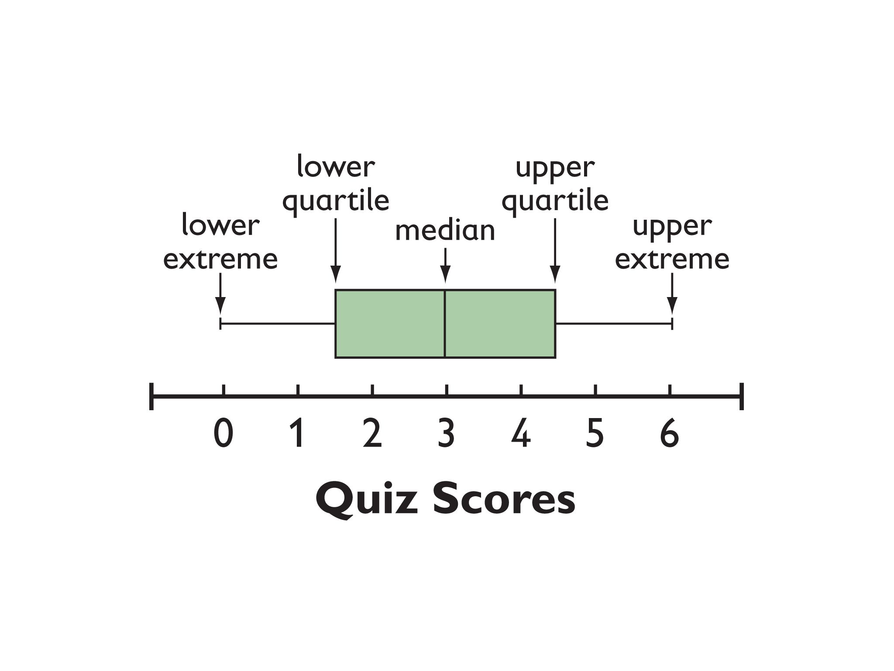 lower
quartile
upper
quartile
lower
extreme
median
upper
extreme
0 1 2 3 4 5 6
Quiz Scores